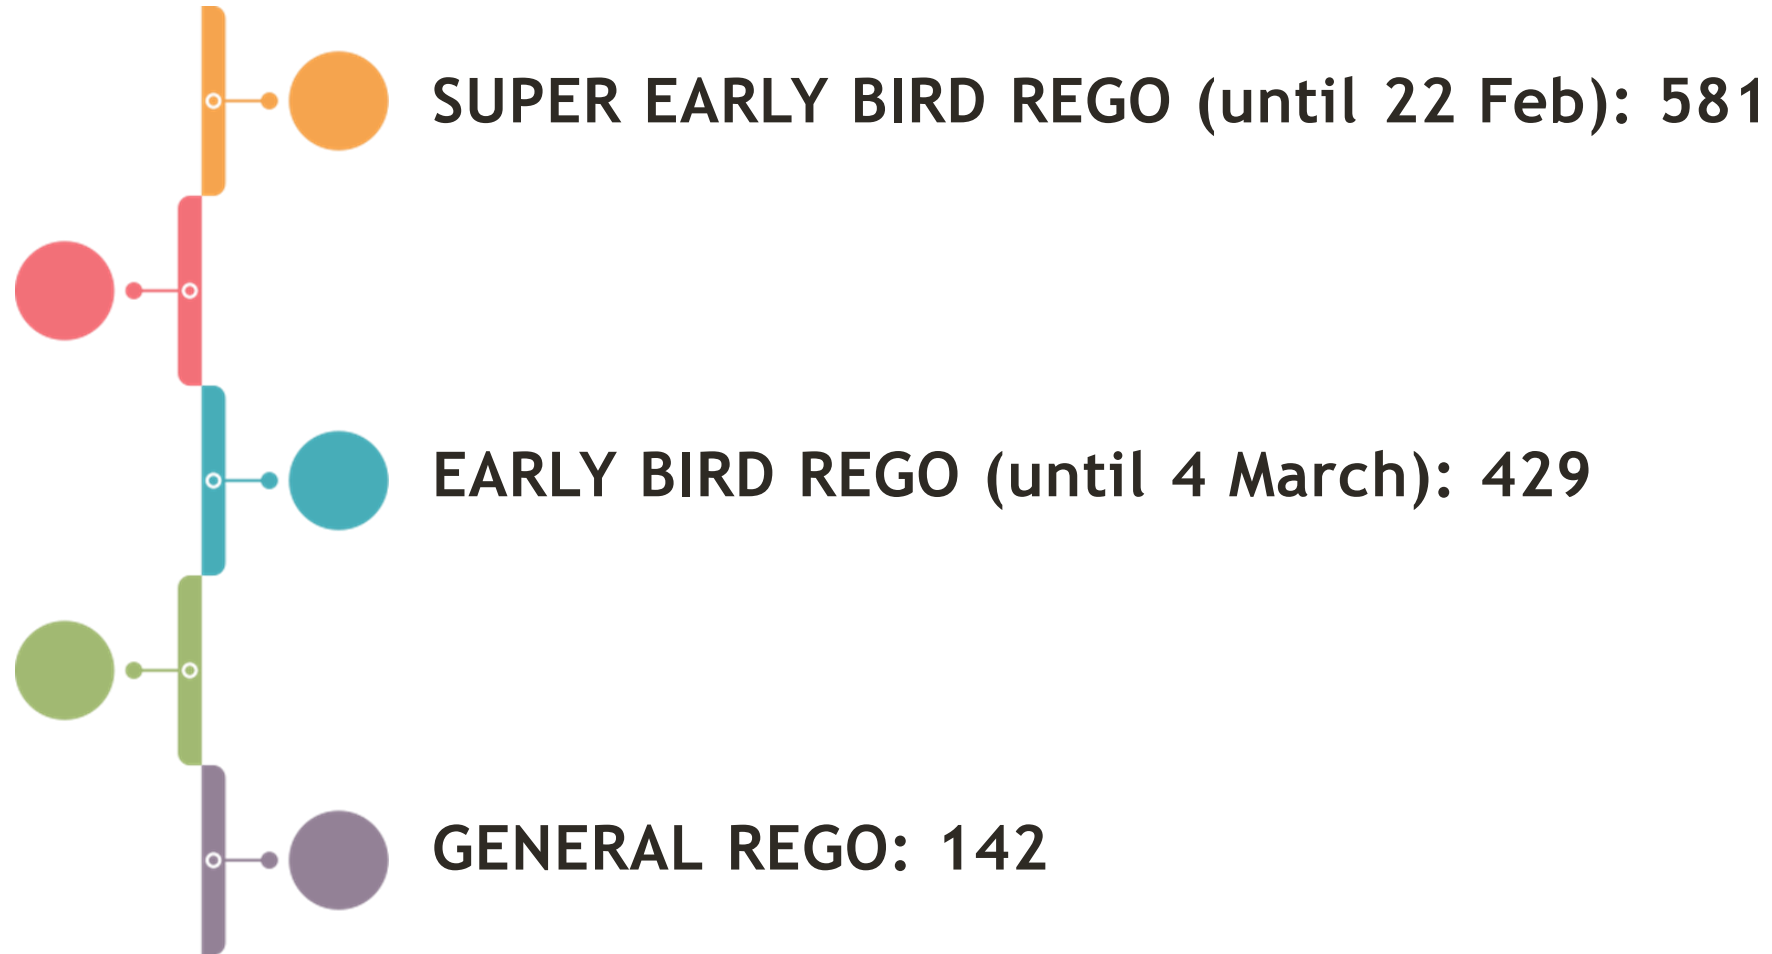 SUPER EARLY BIRD REGO (until 22 Feb): 581
EARLY BIRD REGO (until 4 March): 429
GENERAL REGO: 142